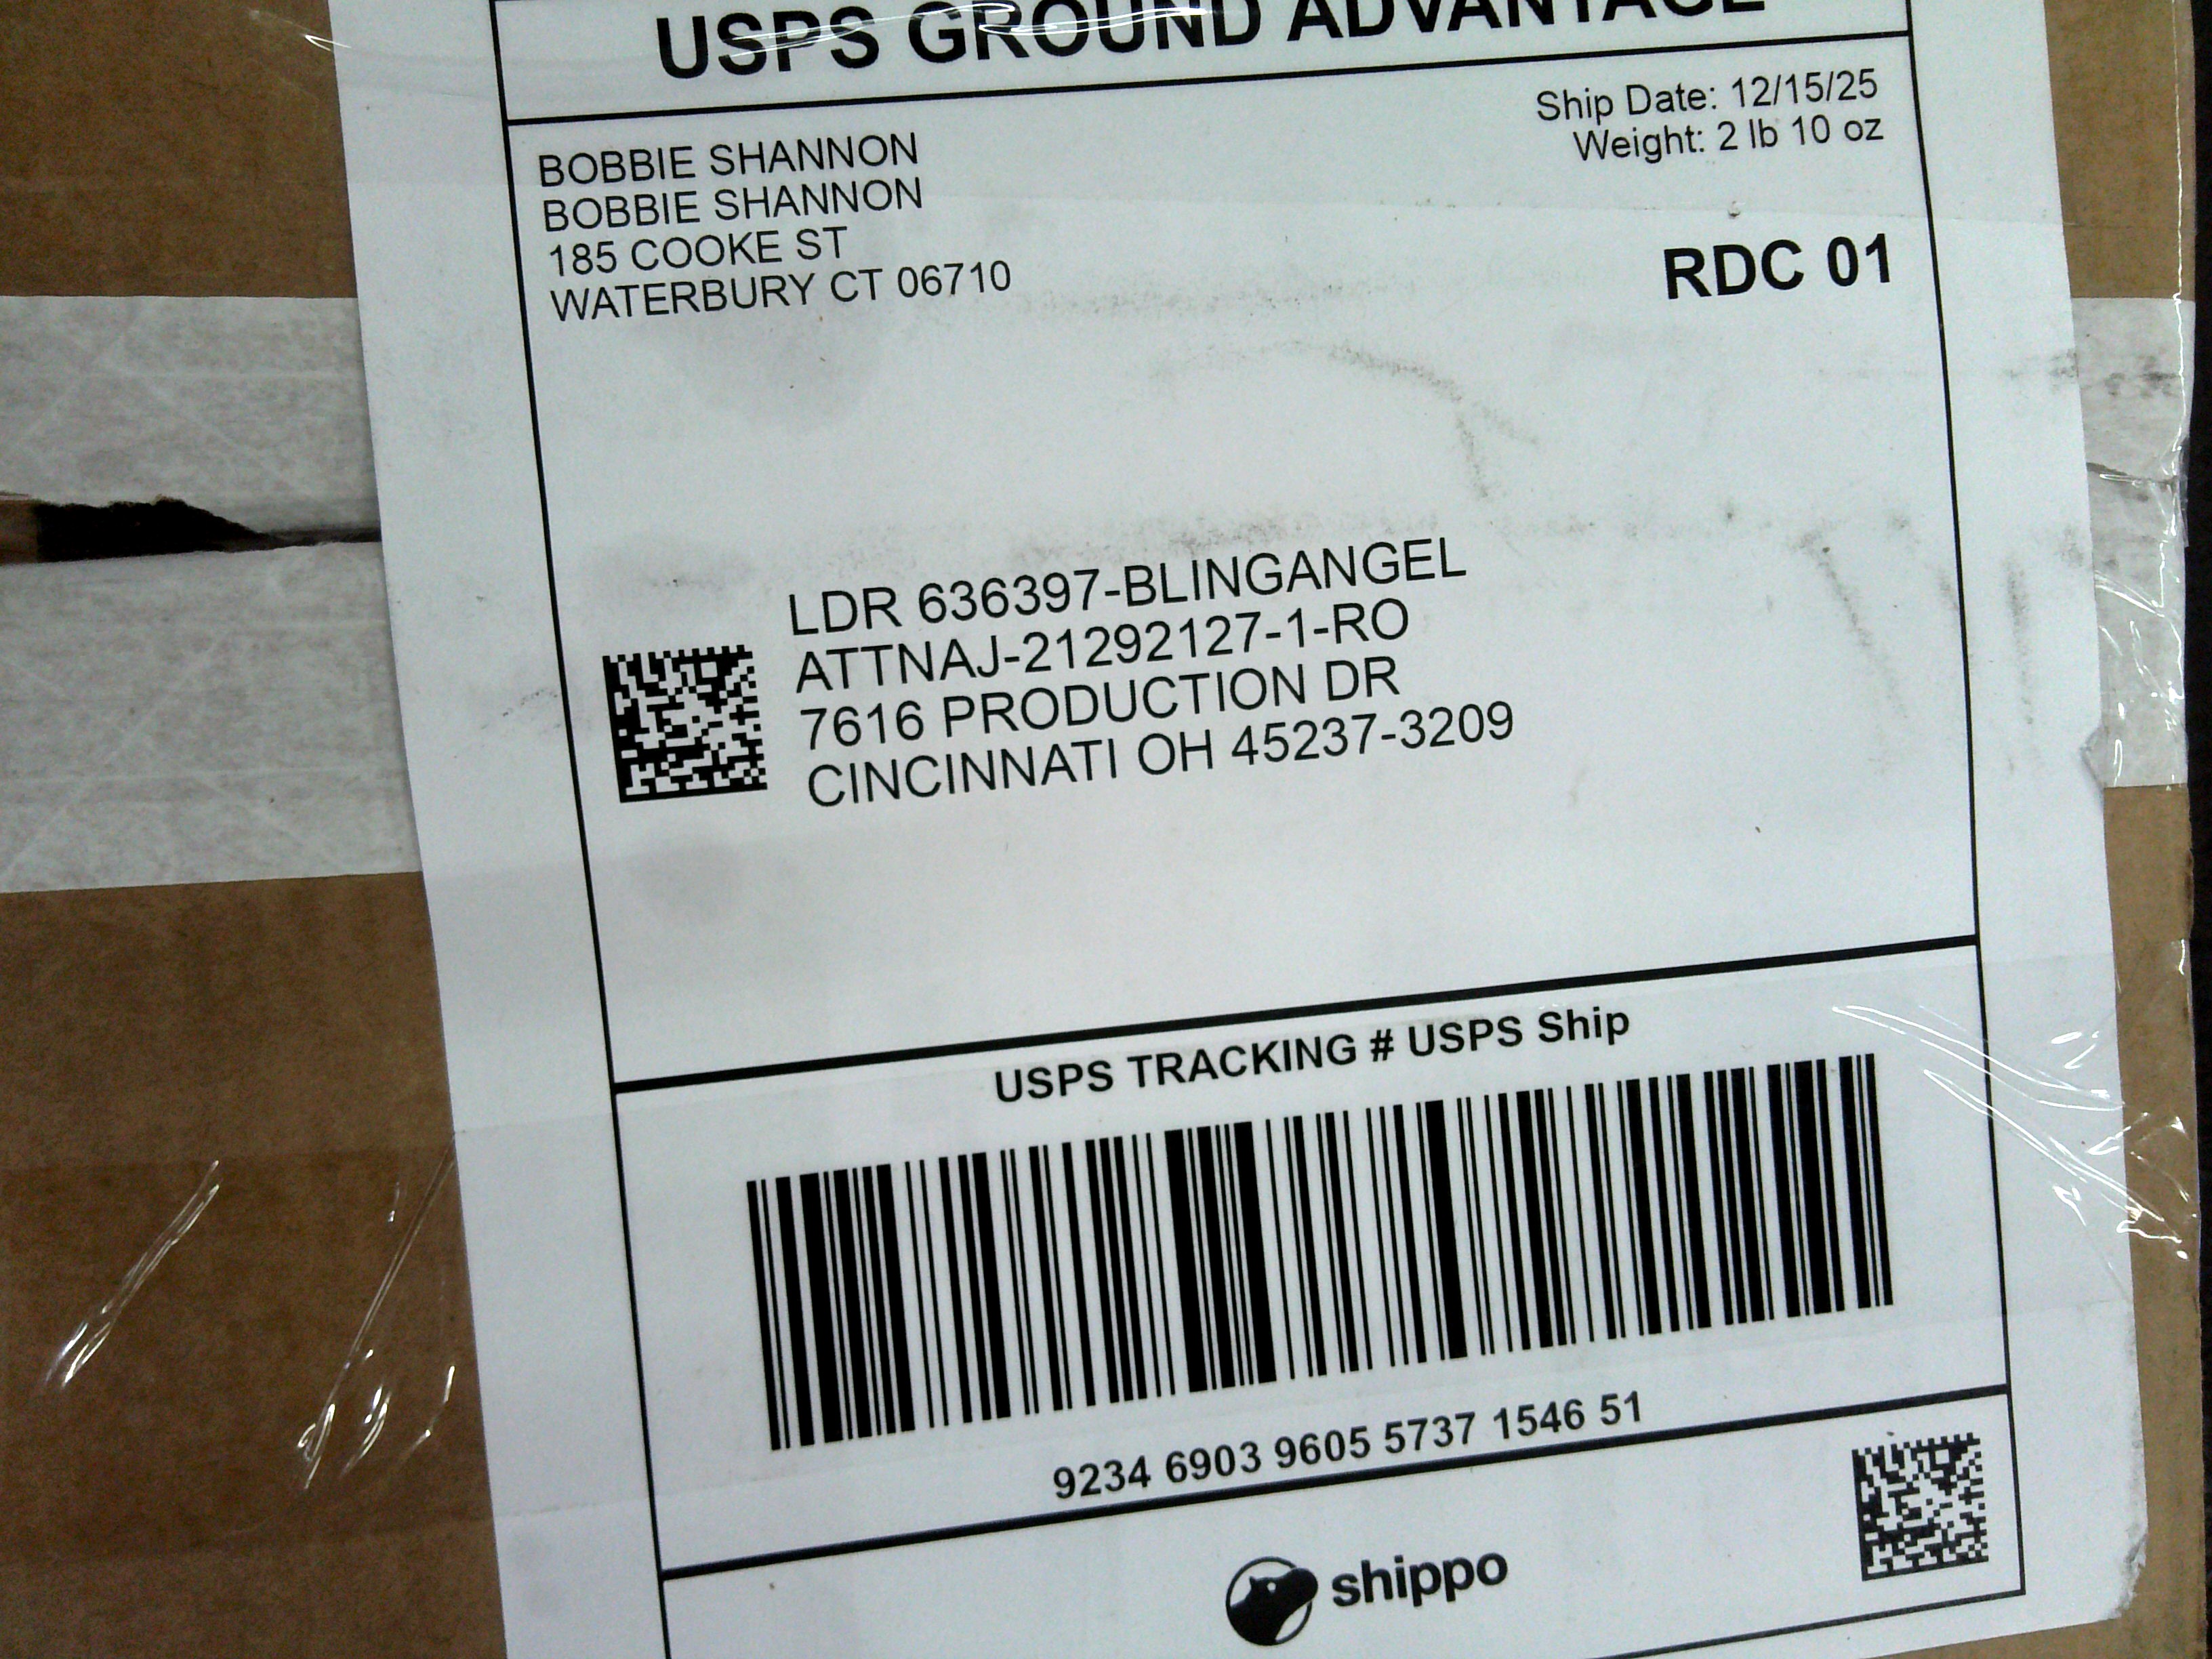 USPS GROUND ADVANTAGE
Ship Date: 12/15/25
Weight: 2 lb 10 oz
BOBBIE SHANNON
BOBBIE SHANNON
185 COOKE ST
WATERBURY CT 06710
RDC 01
LDR 636397-BLINGANGEL
ATTNAJ-21292127-1-RO
7616 PRODUCTION DR
CINCINNATI OH 45237-3209
USPS TRACKING # USPS Ship
9234 6903 9605 5737 1546 51
shippo